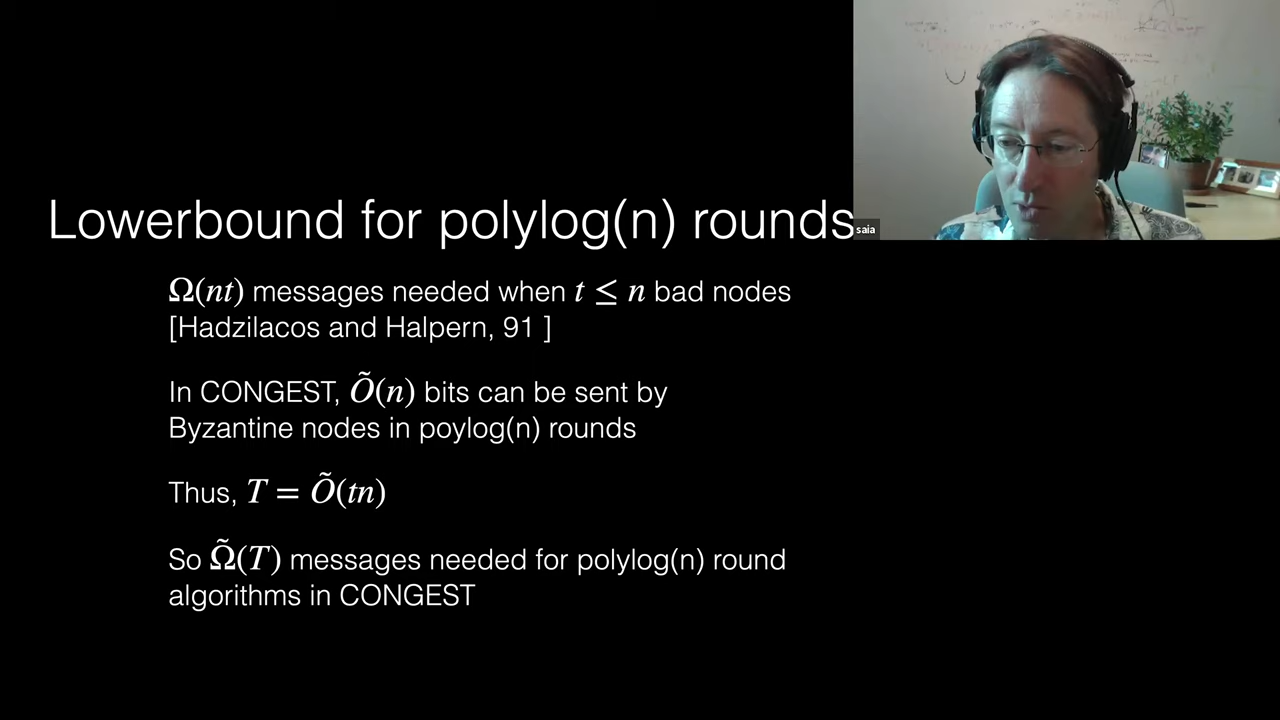 Lowerbound for polylog(n) rounds
saia
Ω(nt) messages needed when t ≤ n bad nodes
[Hadzilacos and Halpern, 91 ]
In CONGEST, Õ(n) bits can be sent by
Byzantine nodes in poylog(n) rounds
Thus, T = Õ(tn)
So Ω̃(T) messages needed for polylog(n) round
algorithms in CONGEST